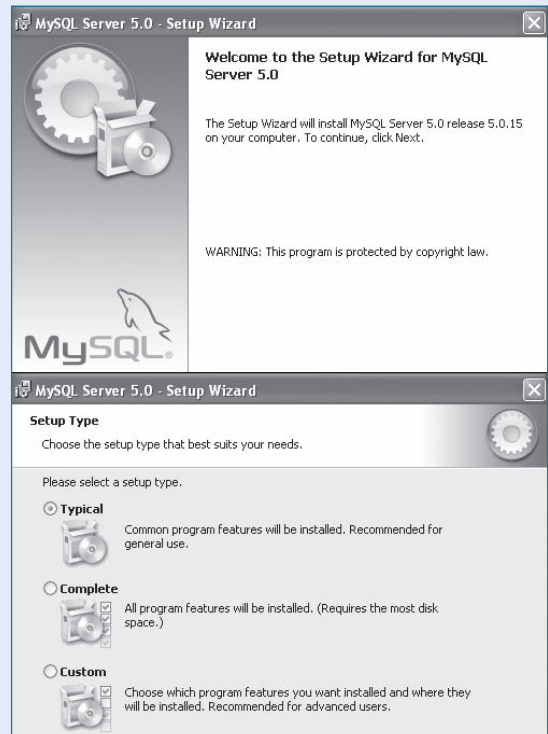 MySQL Server 5.0 - Setup Wizard
Welcome to the Setup Wizard for MySQL
Server 5.0
The Setup Wizard will install MySQL Server 5.0 release 5.0.15
on your computer. To continue, click Next.
WARNING: This program is protected by copyright law.
MySQL®
MySQL Server 5.0 - Setup Wizard
Setup Type
Choose the setup type that best suits your needs.
Please select a setup type.
Typical
Common program features will be installed. Recommended for
general use.
Complete
All program features will be installed. (Requires the most disk
space.)
Custom
Choose which program features you want installed and where they
will be installed. Recommended for advanced users.